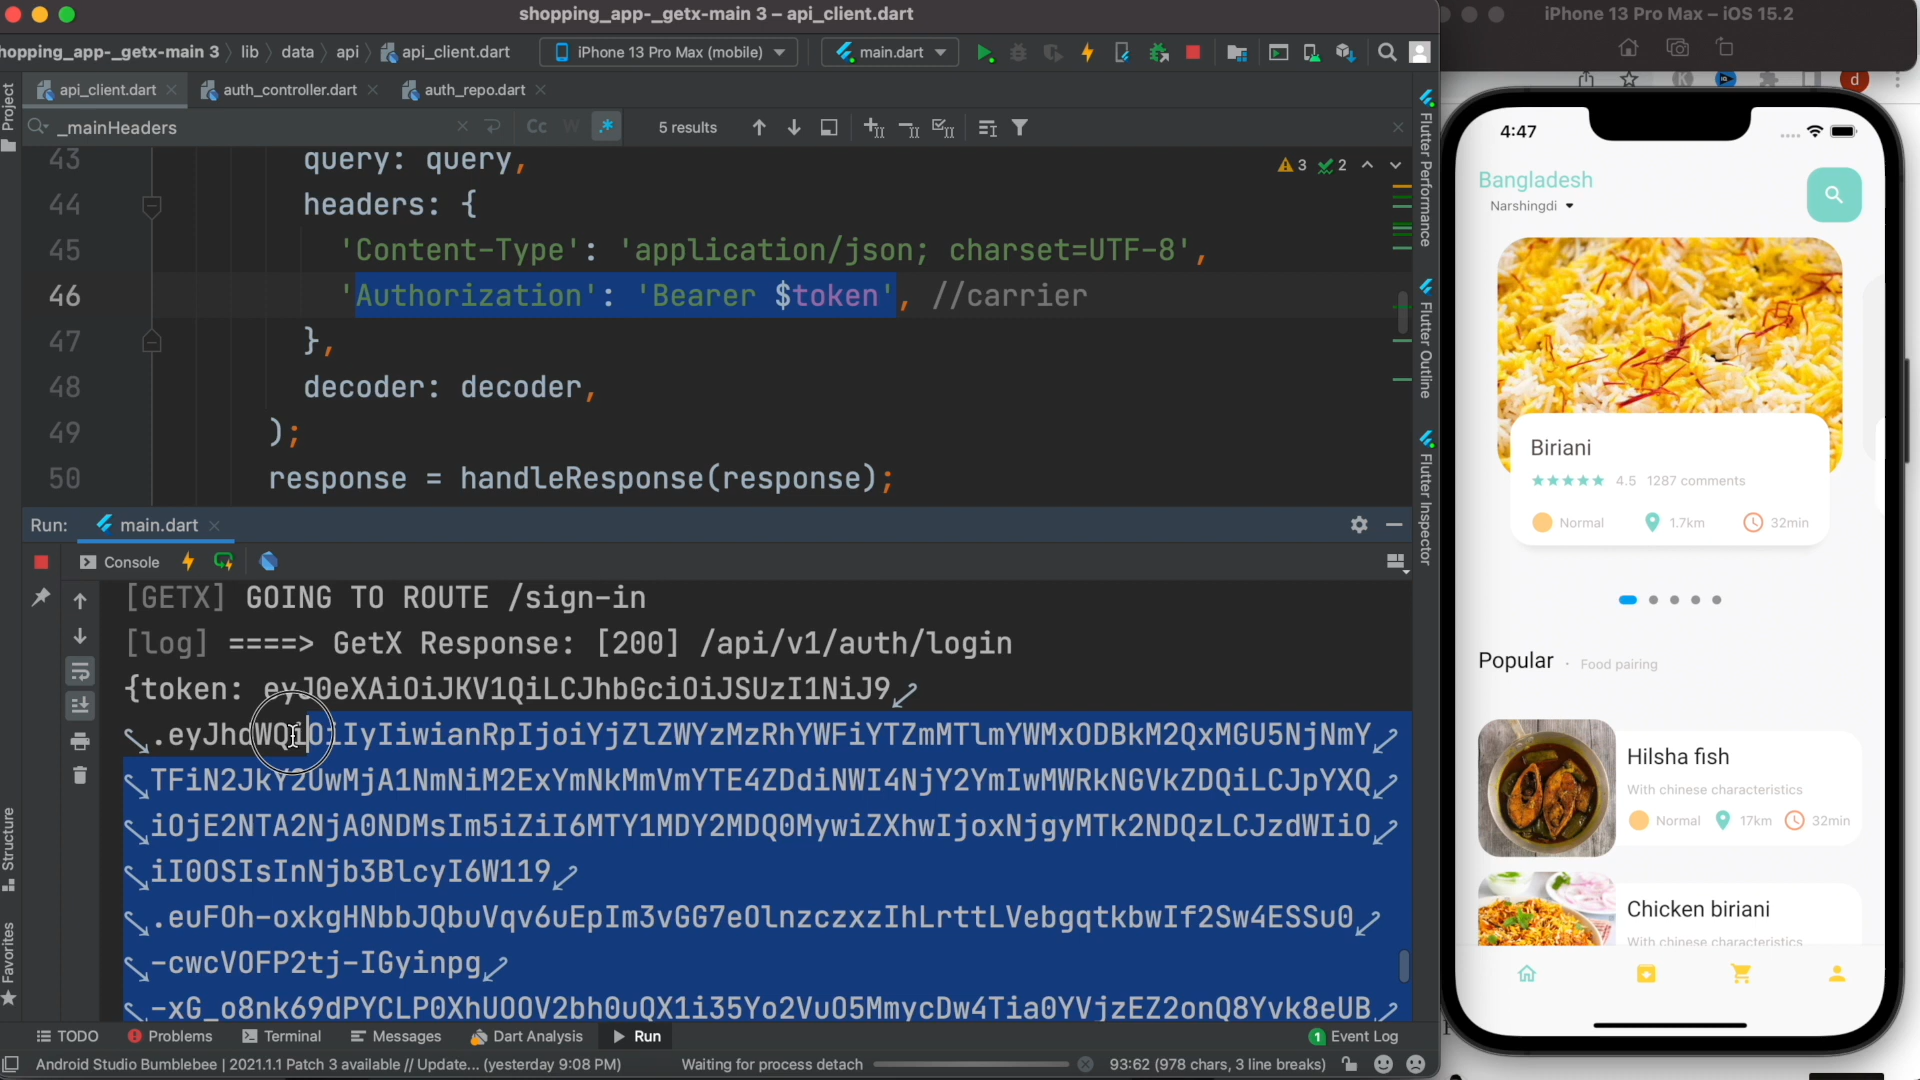 shopping_app-_getx-main 3 – api_client.dart
hopping_app-_getx-main 3 lib data api api_client.dart iPhone 13 Pro Max (mobile) main.dart
api_client.dart auth_controller.dart auth_repo.dart
_mainHeaders Cc W .* 5 results
43 query: query,
3 2
44 headers: {
45 'Content-Type': 'application/json; charset=UTF-8',
46 'Authorization': 'Bearer $token', //carrier
47 },
48 decoder: decoder,
49 );
50 response = handleResponse(response);
Run: main.dart
Console
[GETX] GOING TO ROUTE /sign-in
[log] ====> GetX Response: [200] /api/v1/auth/login
{token: eyJ0eXAiOiJKV1QiLCJhbGciOiJSUzI1NiJ9
.eyJhdWQiOiIyIiwianRpIjoiYjZlZWYzMzRhYWFiYTZmMTlmYWMxODBkM2QxMGU5NjNmY
TFiN2JkY2UwMjA1NmNiM2ExYmNkMmVmYTE4ZDdiNWI4NjY2YmIwMWRkNGVkZDQiLCJpYXQ
iOjE2NTA2NjA0NDMsIm5iZiI6MTY1MDY2MDQ0MywiZXhwIjoxNjgyMTk2NDQzLCJzdWIiO
iI0OSIsInNjb3BlcyI6W119
.euFOh-oxkgHNbbJQbuVqv6uEpIm3vGG7eOlnzczxzIhLrttLVebgqtkbwIf2Sw4ESSu0
-cwcVOFP2tj-IGyinpg
-xG_o8nk69dPYCLP0XhUOOV2bh0uQX1i35Yo2VuO5MmycDw4Tia0YVjzEZ2onQ8Yvk8eUB
TODO Problems Terminal Messages Dart Analysis Run 1 Event Log
Android Studio Bumblebee | 2021.1.1 Patch 3 available // Update... (yesterday 9:08 PM) Waiting for process detach 93:62 (978 chars, 3 line breaks)
Project
Structure
Favorites
Flutter Performance
Flutter Outline
Flutter Inspector
iPhone 13 Pro Max – iOS 15.2
d
4:47
Bangladesh
Narshingdi
Biriani
4.5 1287 comments
Normal 1.7km 32min
Popular · Food pairing
Hilsha fish
With chinese characteristics
Normal 17km 32min
Chicken biriani
With chinese characteristics